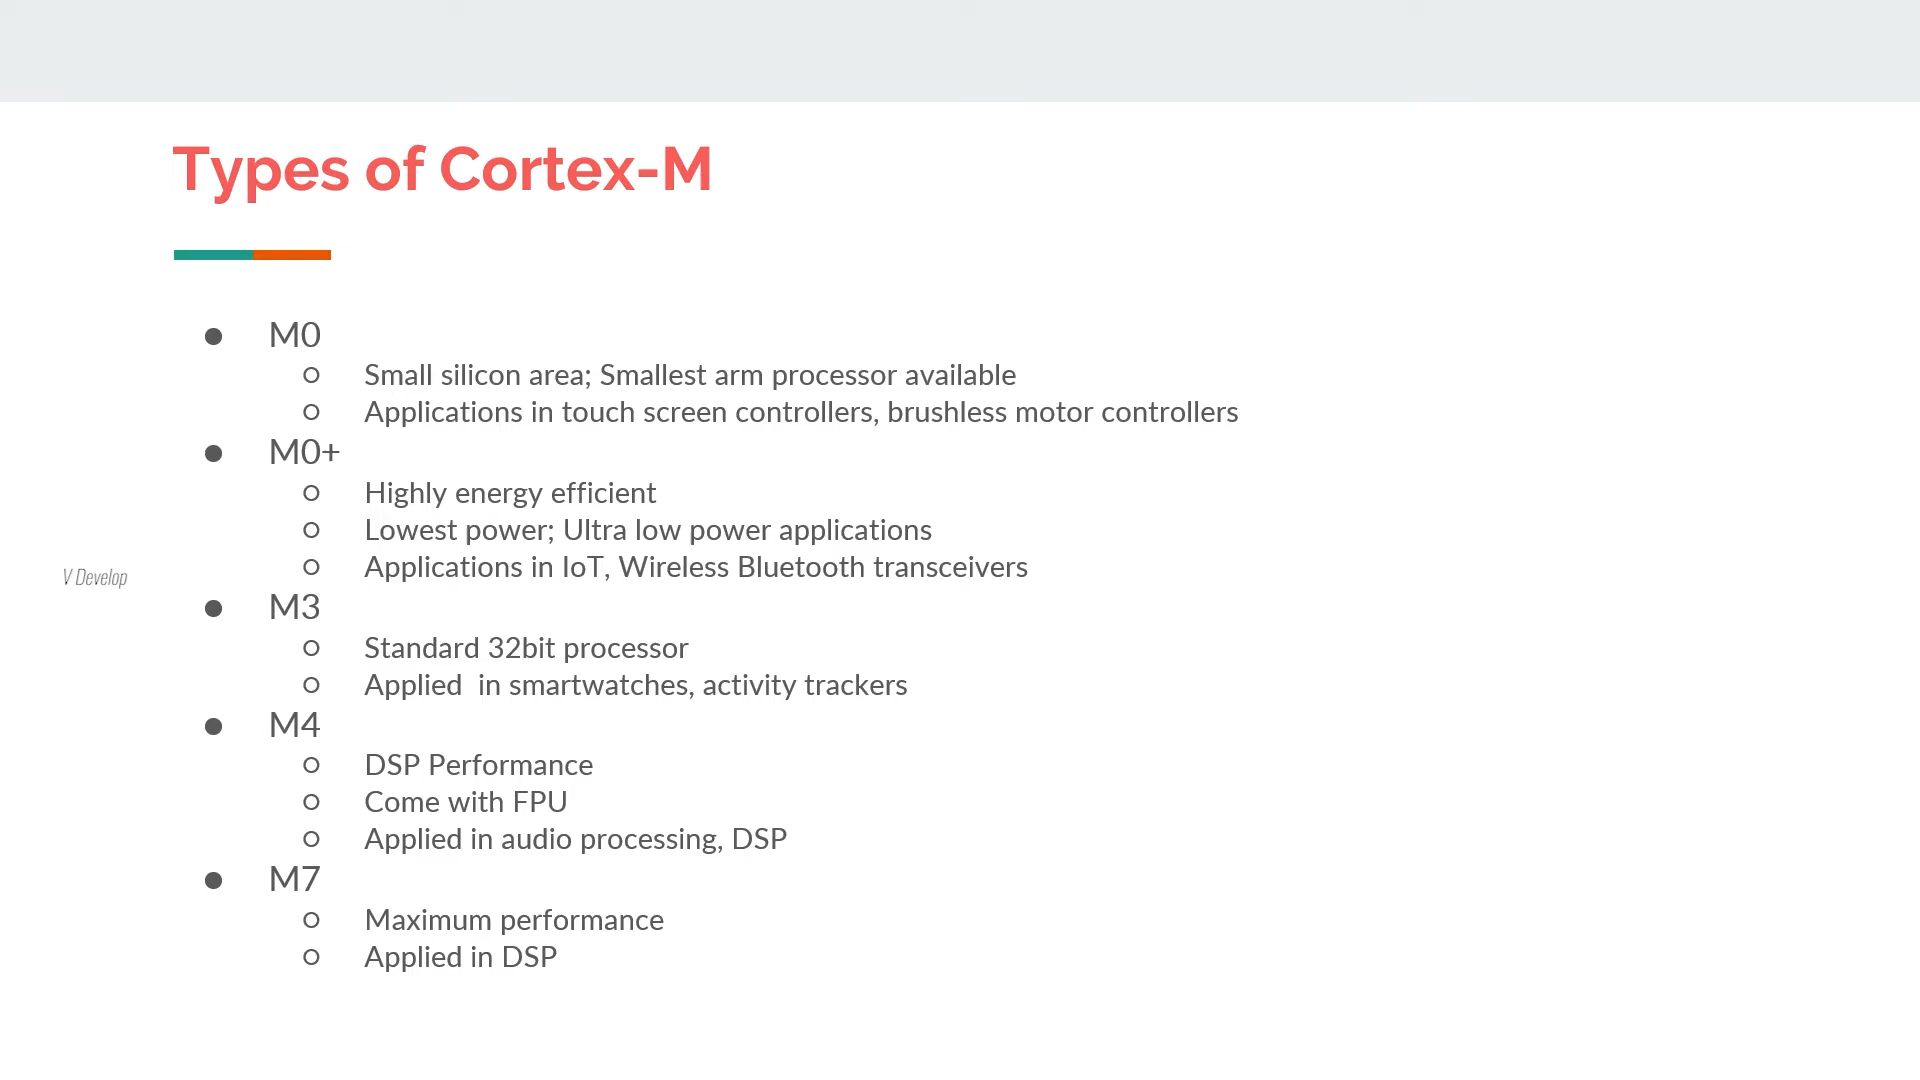 Types of Cortex-M
● M0
○ Small silicon area; Smallest arm processor available
○ Applications in touch screen controllers, brushless motor controllers
● M0+
○ Highly energy efficient
○ Lowest power; Ultra low power applications
○ Applications in IoT, Wireless Bluetooth transceivers
V Develop
● M3
○ Standard 32bit processor
○ Applied  in smartwatches, activity trackers
● M4
○ DSP Performance
○ Come with FPU
○ Applied in audio processing, DSP
● M7
○ Maximum performance
○ Applied in DSP